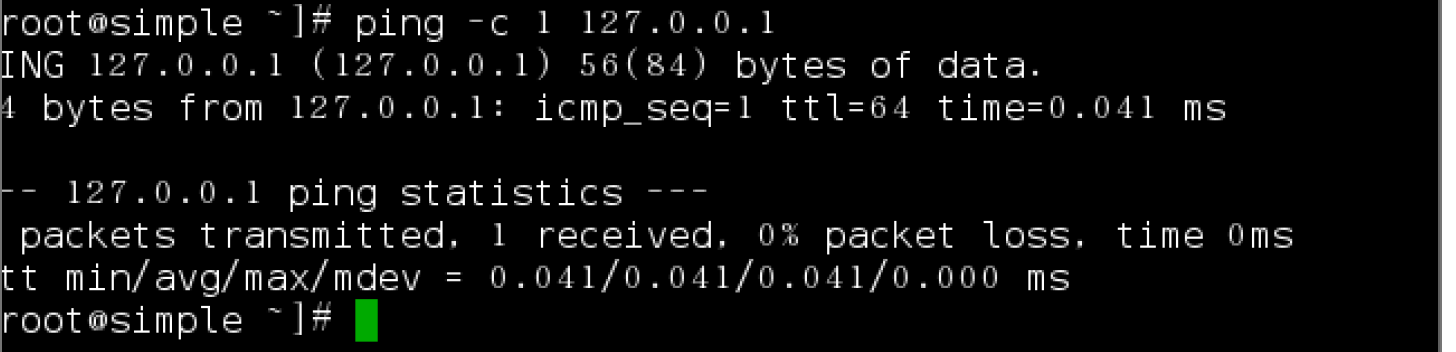 root@simple ~]# ping -c 1 127.0.0.1
ING 127.0.0.1 (127.0.0.1) 56(84) bytes of data.
4 bytes from 127.0.0.1: icmp_seq=1 ttl=64 time=0.041 ms
-- 127.0.0.1 ping statistics ---
packets transmitted, 1 received, 0% packet loss, time 0ms
tt min/avg/max/mdev = 0.041/0.041/0.041/0.000 ms
root@simple ~]#